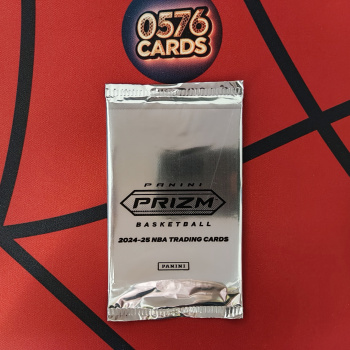 0576
CARDS
PANINI
PRIZM
BASKETBALL
2024-25 NBA TRADING CARDS
PANINI